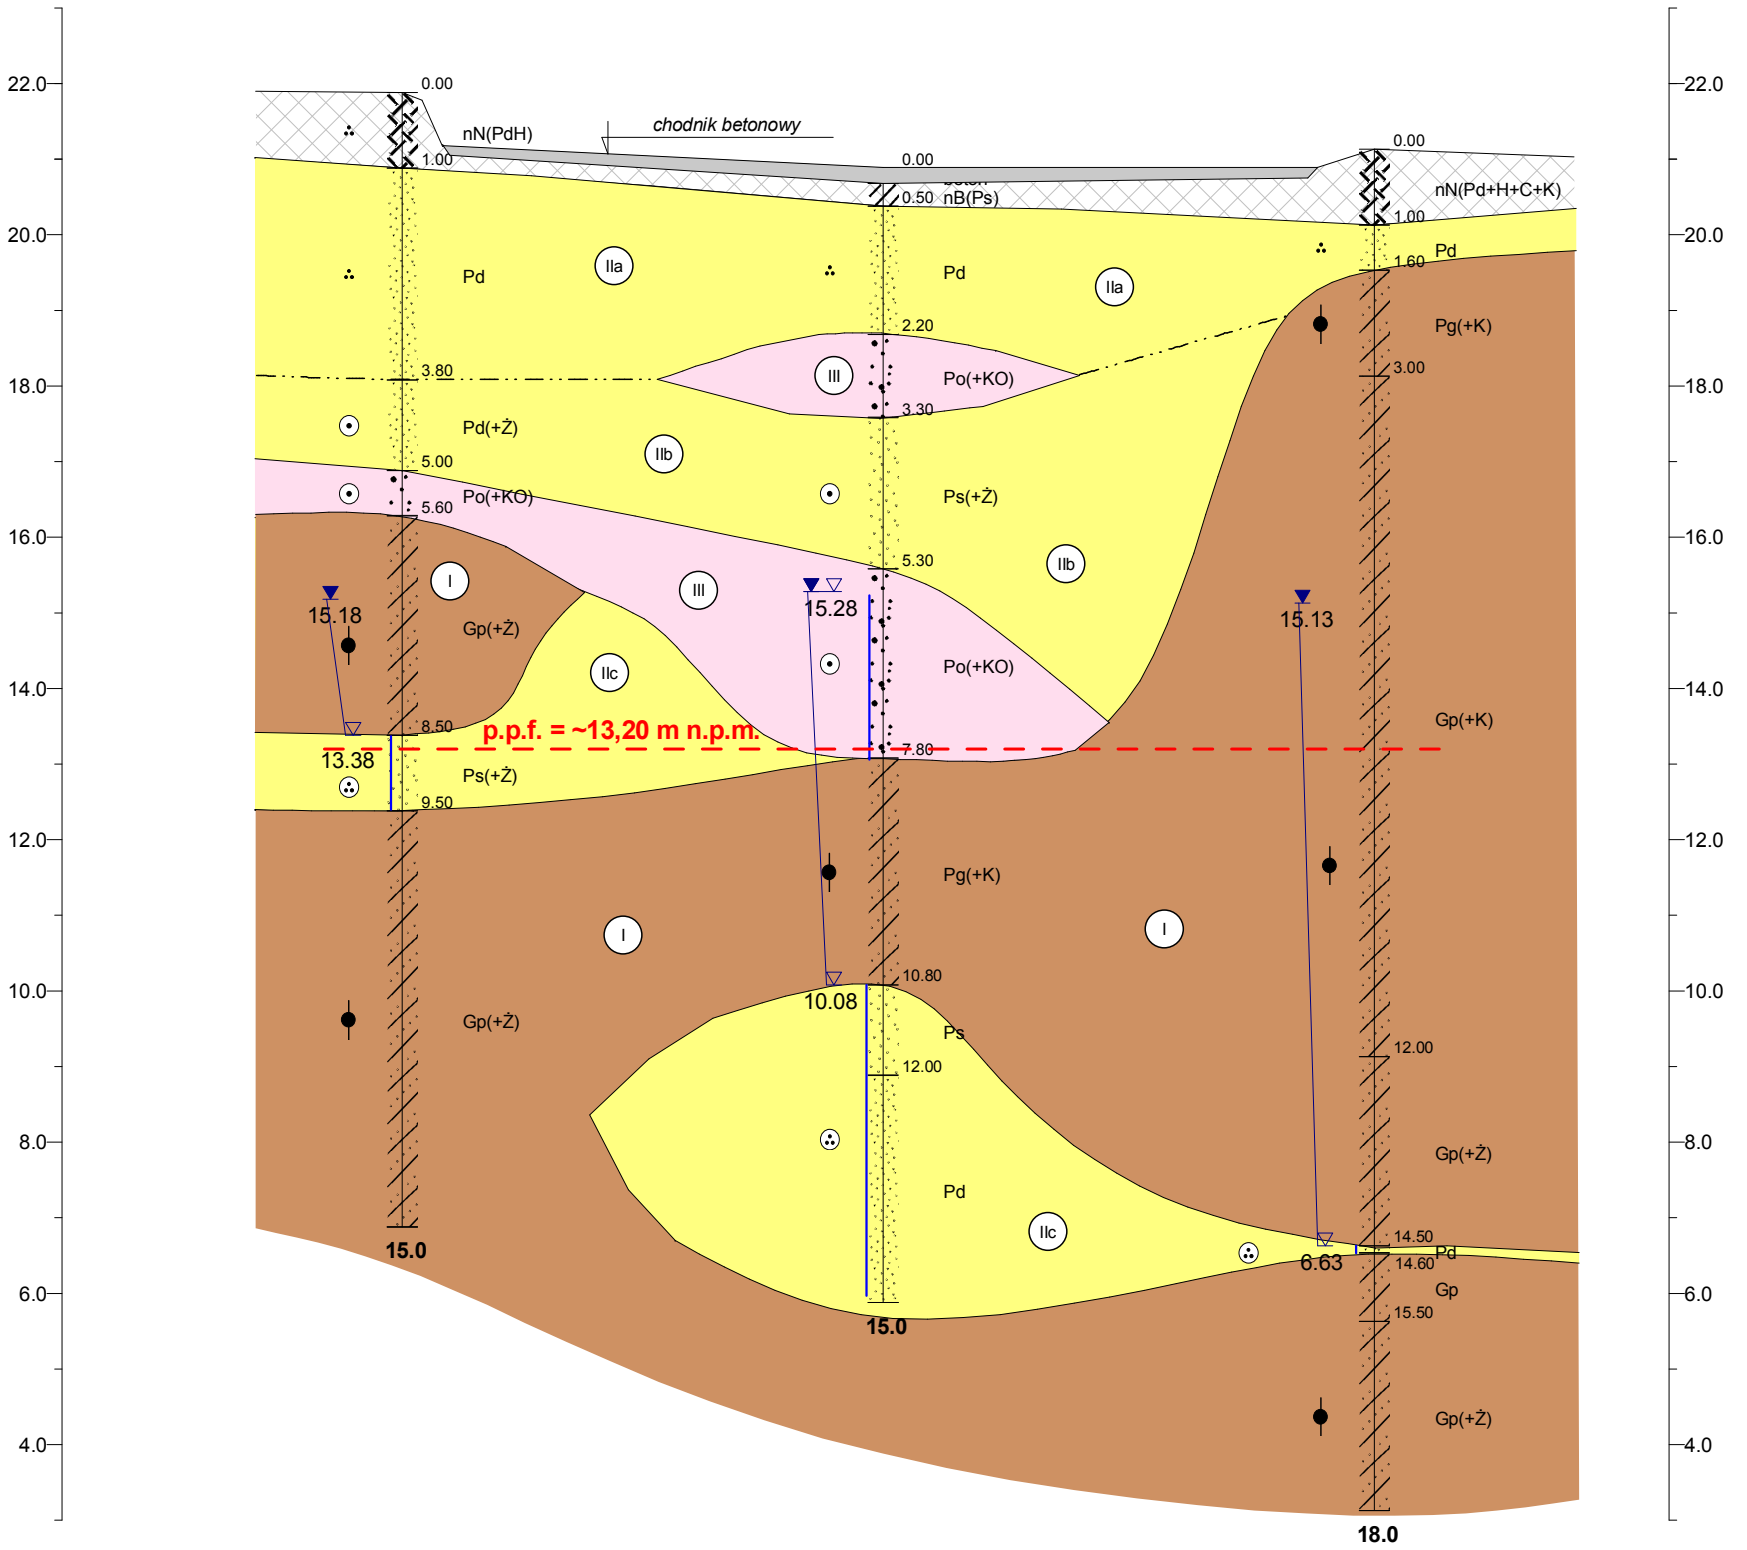 22.0
20.0
18.0
16.0
14.0
12.0
10.0
8.0
6.0
4.0
0.00
nN(PdH)
1.00
Pd
3.80
Pd(+Ż)
5.00
Po(+KO)
5.60
I
15.18
Gp(+Ż)
8.50
13.38
Ps(+Ż)
9.50
Gp(+Ż)
15.0
chodnik betonowy
IIa
IIb
III
IIc
p.p.f. = ~13,20 m n.p.m.
I
0.00
beton
0.50
nB(Ps)
Pd
2.20
III
Po(+KO)
3.30
Ps(+Ż)
5.30
15.28
Po(+KO)
7.80
Pg(+K)
10.80
10.08
Ps
12.00
Pd
15.0
IIa
IIb
I
IIc
0.00
nN(Pd+H+C+K)
1.00
Pd
1.60
Pg(+K)
3.00
15.13
Gp(+K)
12.00
Gp(+Ż)
14.50
Pd
6.63
14.60
Gp
15.50
Gp(+Ż)
18.0
22.0
20.0
18.0
16.0
14.0
12.0
10.0
8.0
6.0
4.0